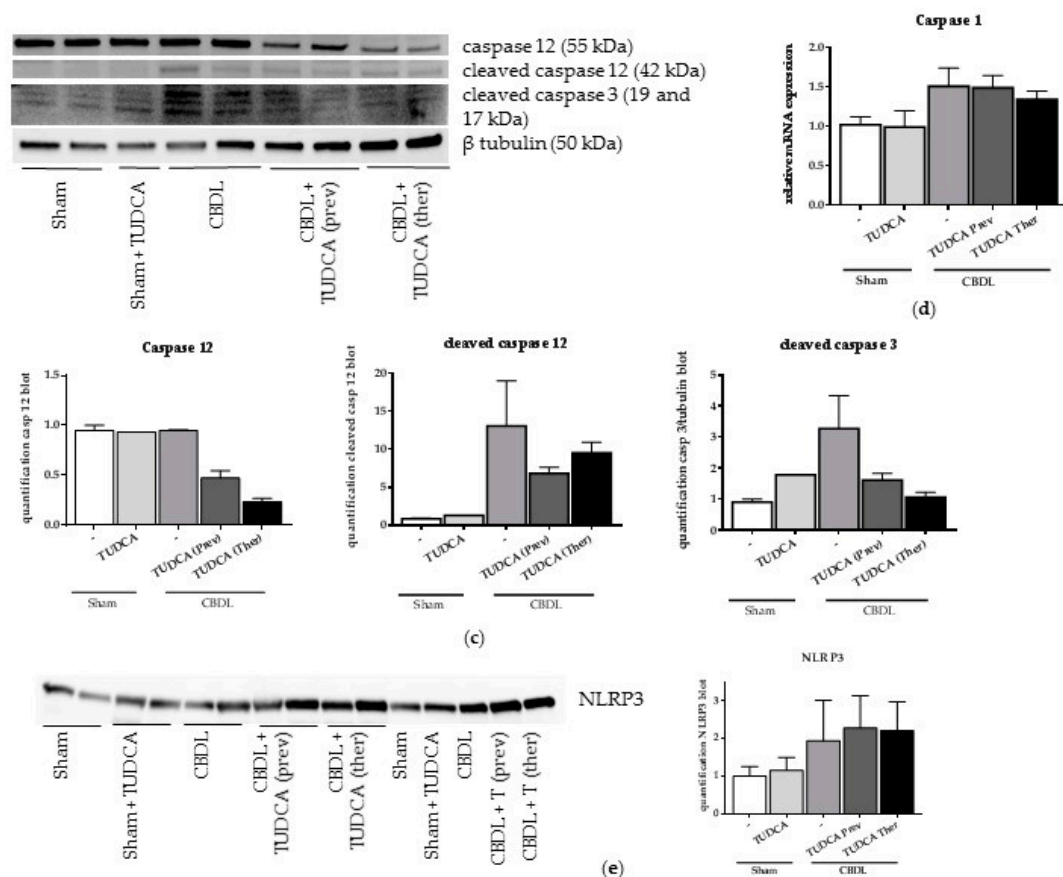 caspase 12 (55 kDa)
cleaved caspase 12 (42 kDa)
cleaved caspase 3 (19 and
17 kDa)
β tubulin (50 kDa)
Sham
Sham + TUDCA
CBDL
CBDL +
TUDCA (prev)
CBDL +
TUDCA (ther)
Caspase 1
relative mRNA expression
2.0
1.5
1.0
0.5
0.0
-
TUDCA
-
TUDCA Prev
TUDCA Ther
Sham
CBDL
(d)
Caspase 12
quantification casp 12 blot
1.5
1.0
0.5
0.0
-
TUDCA
-
TUDCA (Prev)
TUDCA (Ther)
Sham
CBDL
cleaved caspase 12
quantification cleaved casp 12 blot
20
15
10
5
0
-
TUDCA
-
TUDCA (Prev)
TUDCA (Ther)
Sham
CBDL
cleaved caspase 3
quantification casp 3/tubulin blot
5
4
3
2
1
0
-
TUDCA
-
TUDCA (Prev)
TUDCA (Ther)
Sham
CBDL
(c)
NLRP3
Sham
Sham + TUDCA
CBDL
CBDL +
TUDCA (prev)
CBDL +
TUDCA (ther)
Sham
Sham + TUDCA
CBDL
CBDL + T (prev)
CBDL + T (ther)
NLRP3
quantification NLRP3 blot
3
2
1
0
-
TUDCA
-
TUDCA Prev
TUDCA Ther
Sham
CBDL
(e)